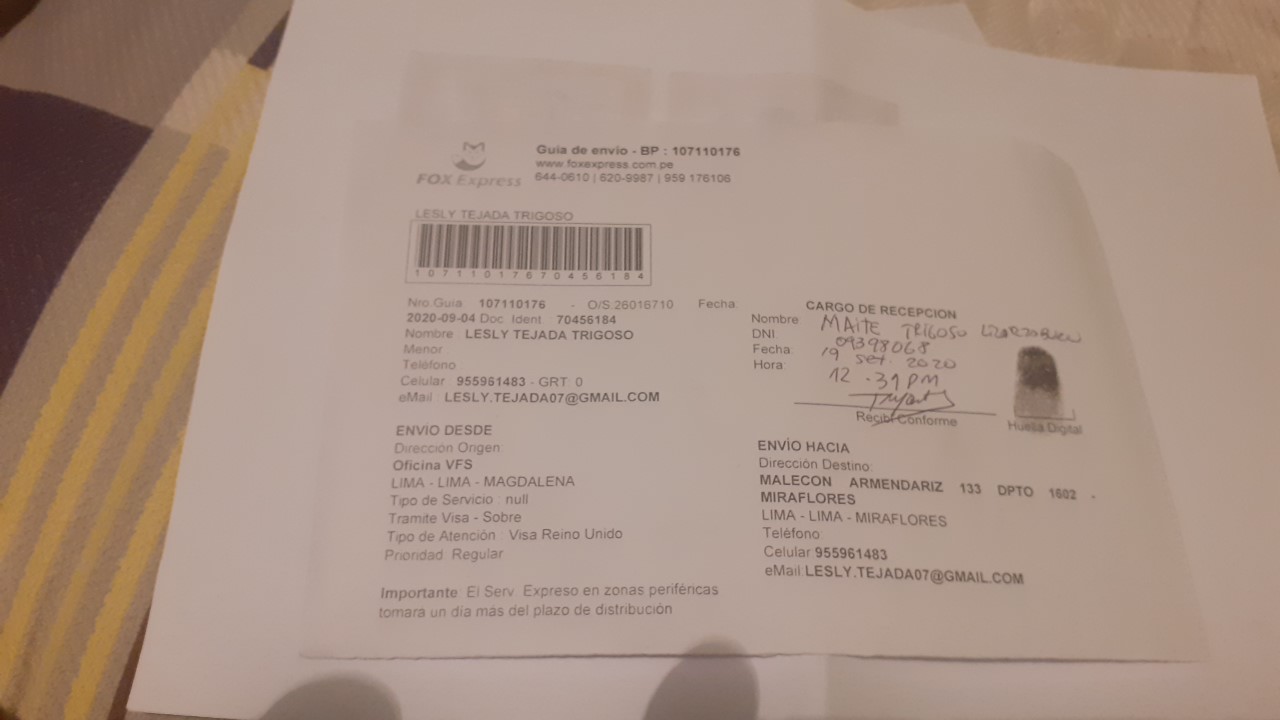 FOX Express
Guía de envío - BP : 107110176
www.foxexpress.com.pe
644-0610 | 620-9987 | 959 176106
LESLY TEJADA TRIGOSO
10711017670456184
Nro.Guia 107110176 - O/S:26016710 Fecha:
2020-09-04 Doc. Ident. 70456184
Nombre LESLY TEJADA TRIGOSO
Menor
Teléfono
Celular 955961483 - GRT: 0
eMail LESLY.TEJADA07@GMAIL.COM
CARGO DE RECEPCION
Nombre MAITE TRIGOSO
DNI 09398068
Fecha: 19 set. 2020
Hora: 12.31 PM
Recibí Conforme
Huella Digital
ENVIO DESDE
Dirección Origen:
Oficina VFS
LIMA - LIMA - MAGDALENA
Tipo de Servicio : null
Tramite Visa - Sobre
Tipo de Atención : Visa Reino Unido
Prioridad: Regular
ENVÌO HACIA
Dirección Destino:
MALECON ARMENDARIZ 133 DPTO 1602 -
MIRAFLORES
LIMA - LIMA - MIRAFLORES
Teléfono:
Celular 955961483
eMail:LESLY.TEJADA07@GMAIL.COM
Importante: El Serv. Expreso en zonas periféricas
tomara un día más del plazo de distribución